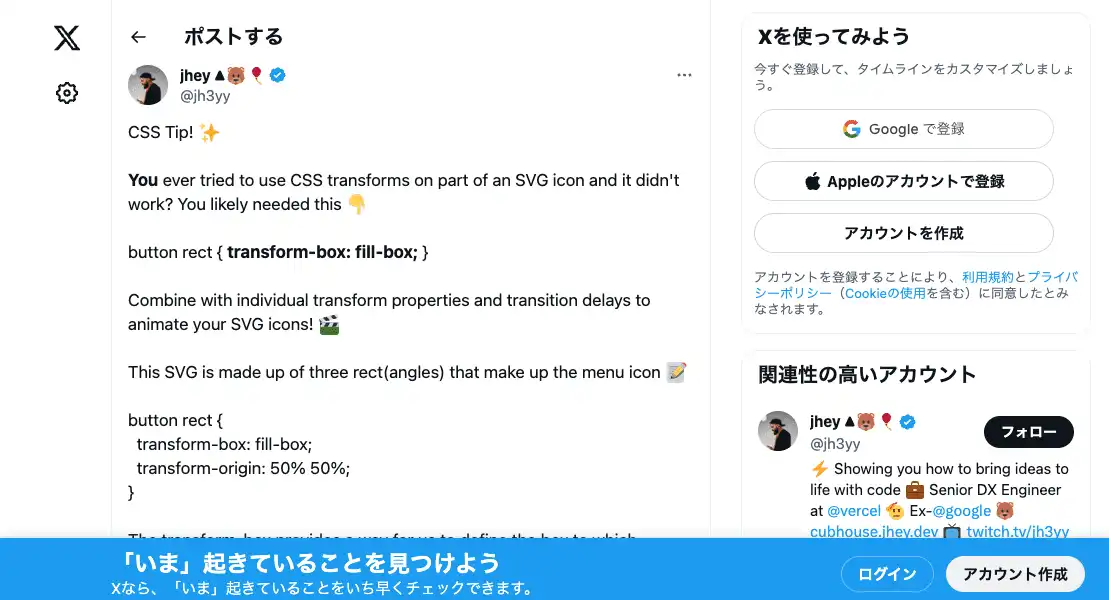 ポストする
jhey
@jh3yy
CSS Tip! ✨
You ever tried to use CSS transforms on part of an SVG icon and it didn't
work? You likely needed this 👇
button rect { transform-box: fill-box; }
Combine with individual transform properties and transition delays to
animate your SVG icons! 🎬
This SVG is made up of three rect(angles) that make up the menu icon 📝
button rect {
transform-box: fill-box;
transform-origin: 50% 50%;
}
Xを使ってみよう
今すぐ登録して、タイムラインをカスタマイズしましょ
う。
Google で登録
Appleのアカウントで登録
アカウントを作成
アカウントを登録することにより、利用規約とプライバ
シーポリシー（Cookieの使用を含む）に同意したとみ
なされます。
関連性の高いアカウント
jhey
@jh3yy
フォロー
⚡ Showing you how to bring ideas to
life with code 💼 Senior DX Engineer
at @vercel 🫡 Ex-@google 🐻
cubhouse.jhey.dev 📺 twitch.tv/jh3yy
「いま」起きていることを見つけよう
Xなら、「いま」起きていることをいち早くチェックできます。
ログイン
アカウント作成